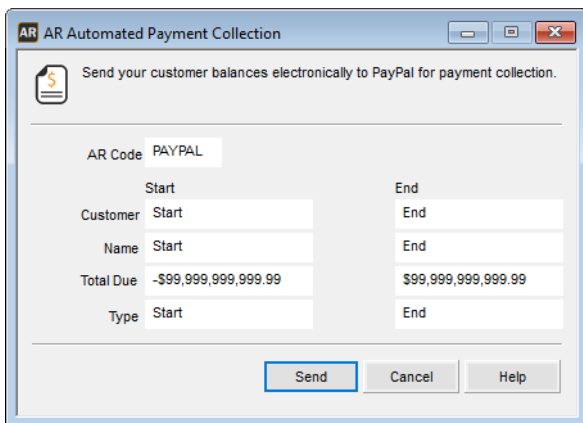 AR AR Automated Payment Collection
Send your customer balances electronically to PayPal for payment collection.
AR Code PAYPAL
Start End
Customer Start End
Name Start End
Total Due -$99,999,999,999.99 $99,999,999,999.99
Type Start End
Send Cancel Help